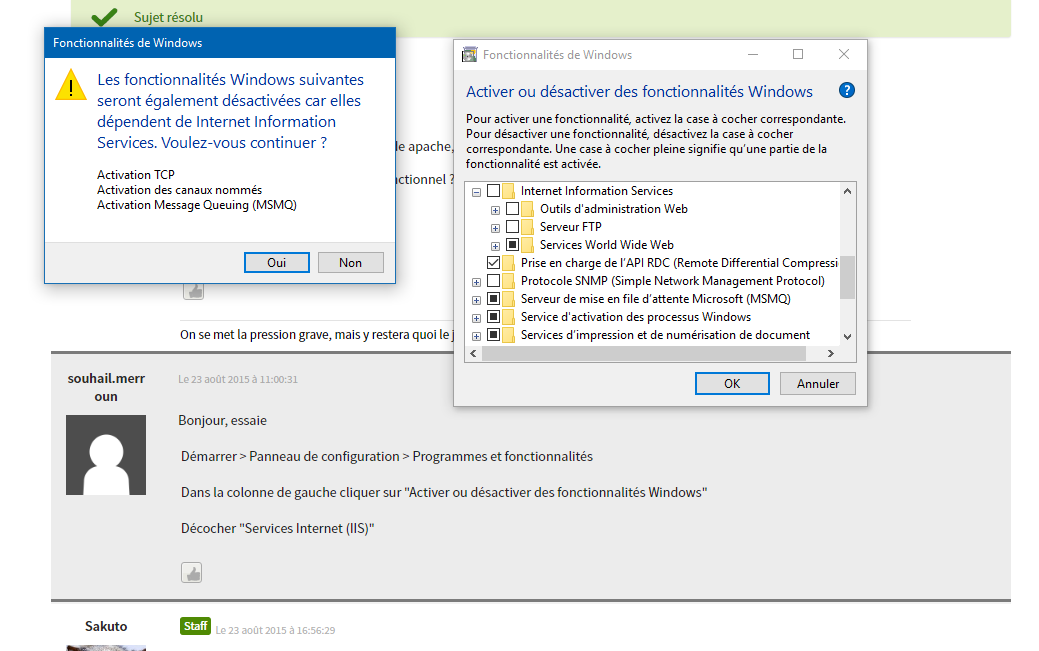 Sujet résolu
Fonctionnalités de Windows
Les fonctionnalités Windows suivantes
seront également désactivées car elles
dépendent de Internet Information
Services. Voulez-vous continuer ?
Activation TCP
Activation des canaux nommés
Activation Message Queuing (MSMQ)
Oui
Non
apache,
ctionnel ?
Fonctionnalités de Windows
Activer ou désactiver des fonctionnalités Windows
Pour activer une fonctionnalité, activez la case à cocher correspondante.
Pour désactiver une fonctionnalité, désactivez la case à cocher
correspondante. Une case à cocher pleine signifie qu'une partie de la
fonctionnalité est activée.
Internet Information Services
Outils d'administration Web
Serveur FTP
Services World Wide Web
Prise en charge de l'API RDC (Remote Differential Compressi
Protocole SNMP (Simple Network Management Protocol)
Serveur de mise en file d'attente Microsoft (MSMQ)
Service d'activation des processus Windows
Services d'impression et de numérisation de document
OK
Annuler
On se met la pression grave, mais y restera quoi le j
souhail.merr
oun
Le 23 août 2015 à 11:00:31
Bonjour, essaie
Démarrer > Panneau de configuration > Programmes et fonctionnalités
Dans la colonne de gauche cliquer sur "Activer ou désactiver des fonctionnalités Windows"
Décocher "Services Internet (IIS)"
Sakuto
Staff
Le 23 août 2015 à 16:56:29